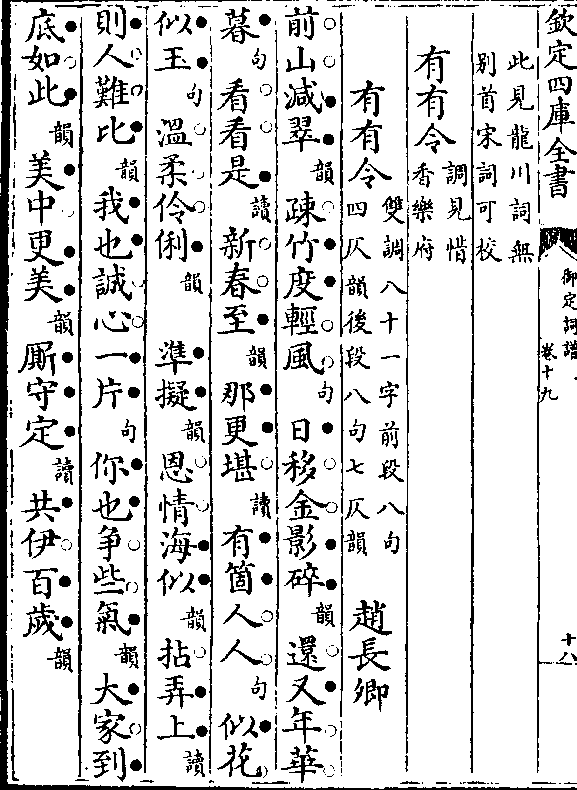 欽定四庫全書
御定詞譜
卷十九
十八
此見龍川詞無
别首宋詞可校
有有令調見惜
香樂府
有有令雙調八十一字前段八句
四仄韻後段八句七仄韻
趙長卿
前山減翠韻疎竹度輕風句日移金影碎韻還又年華
暮句看看是讀新春至韻那更堪讀有箇人人句似花
似玉句溫柔伶俐韻準擬韻恩情海似韻拈弄上讀
則人難比韻我也誠心一片句你也争些氣韻大家到
底如此韻美中更美韻厮守定讀共伊百歲韻